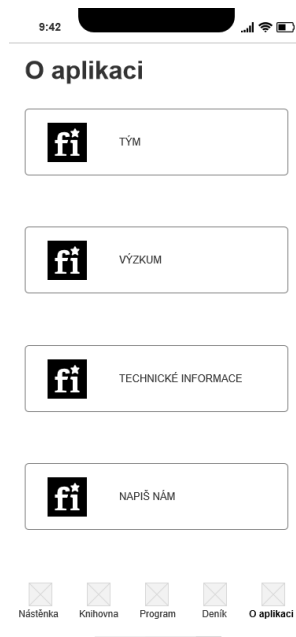 9:42
O aplikaci
fi
TÝM
fi
VÝZKUM
fi
TECHNICKÉ INFORMACE
fi
NAPIŠ NÁM
Nástěnka Knihovna Program Deník O aplikaci